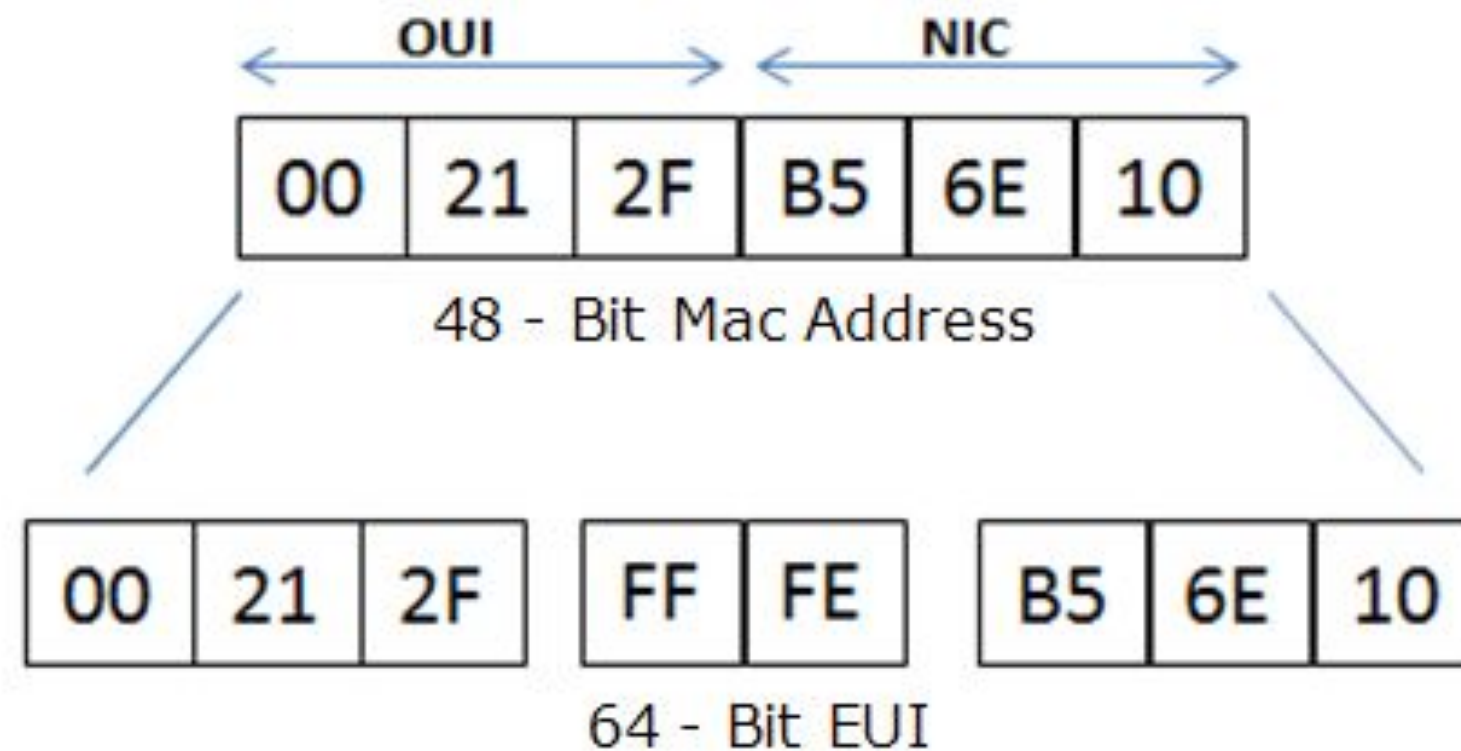 OUI NIC
00 21 2F B5 6E 10
48 - Bit Mac Address
00 21 2F FF FE B5 6E 10
64 - Bit EUI